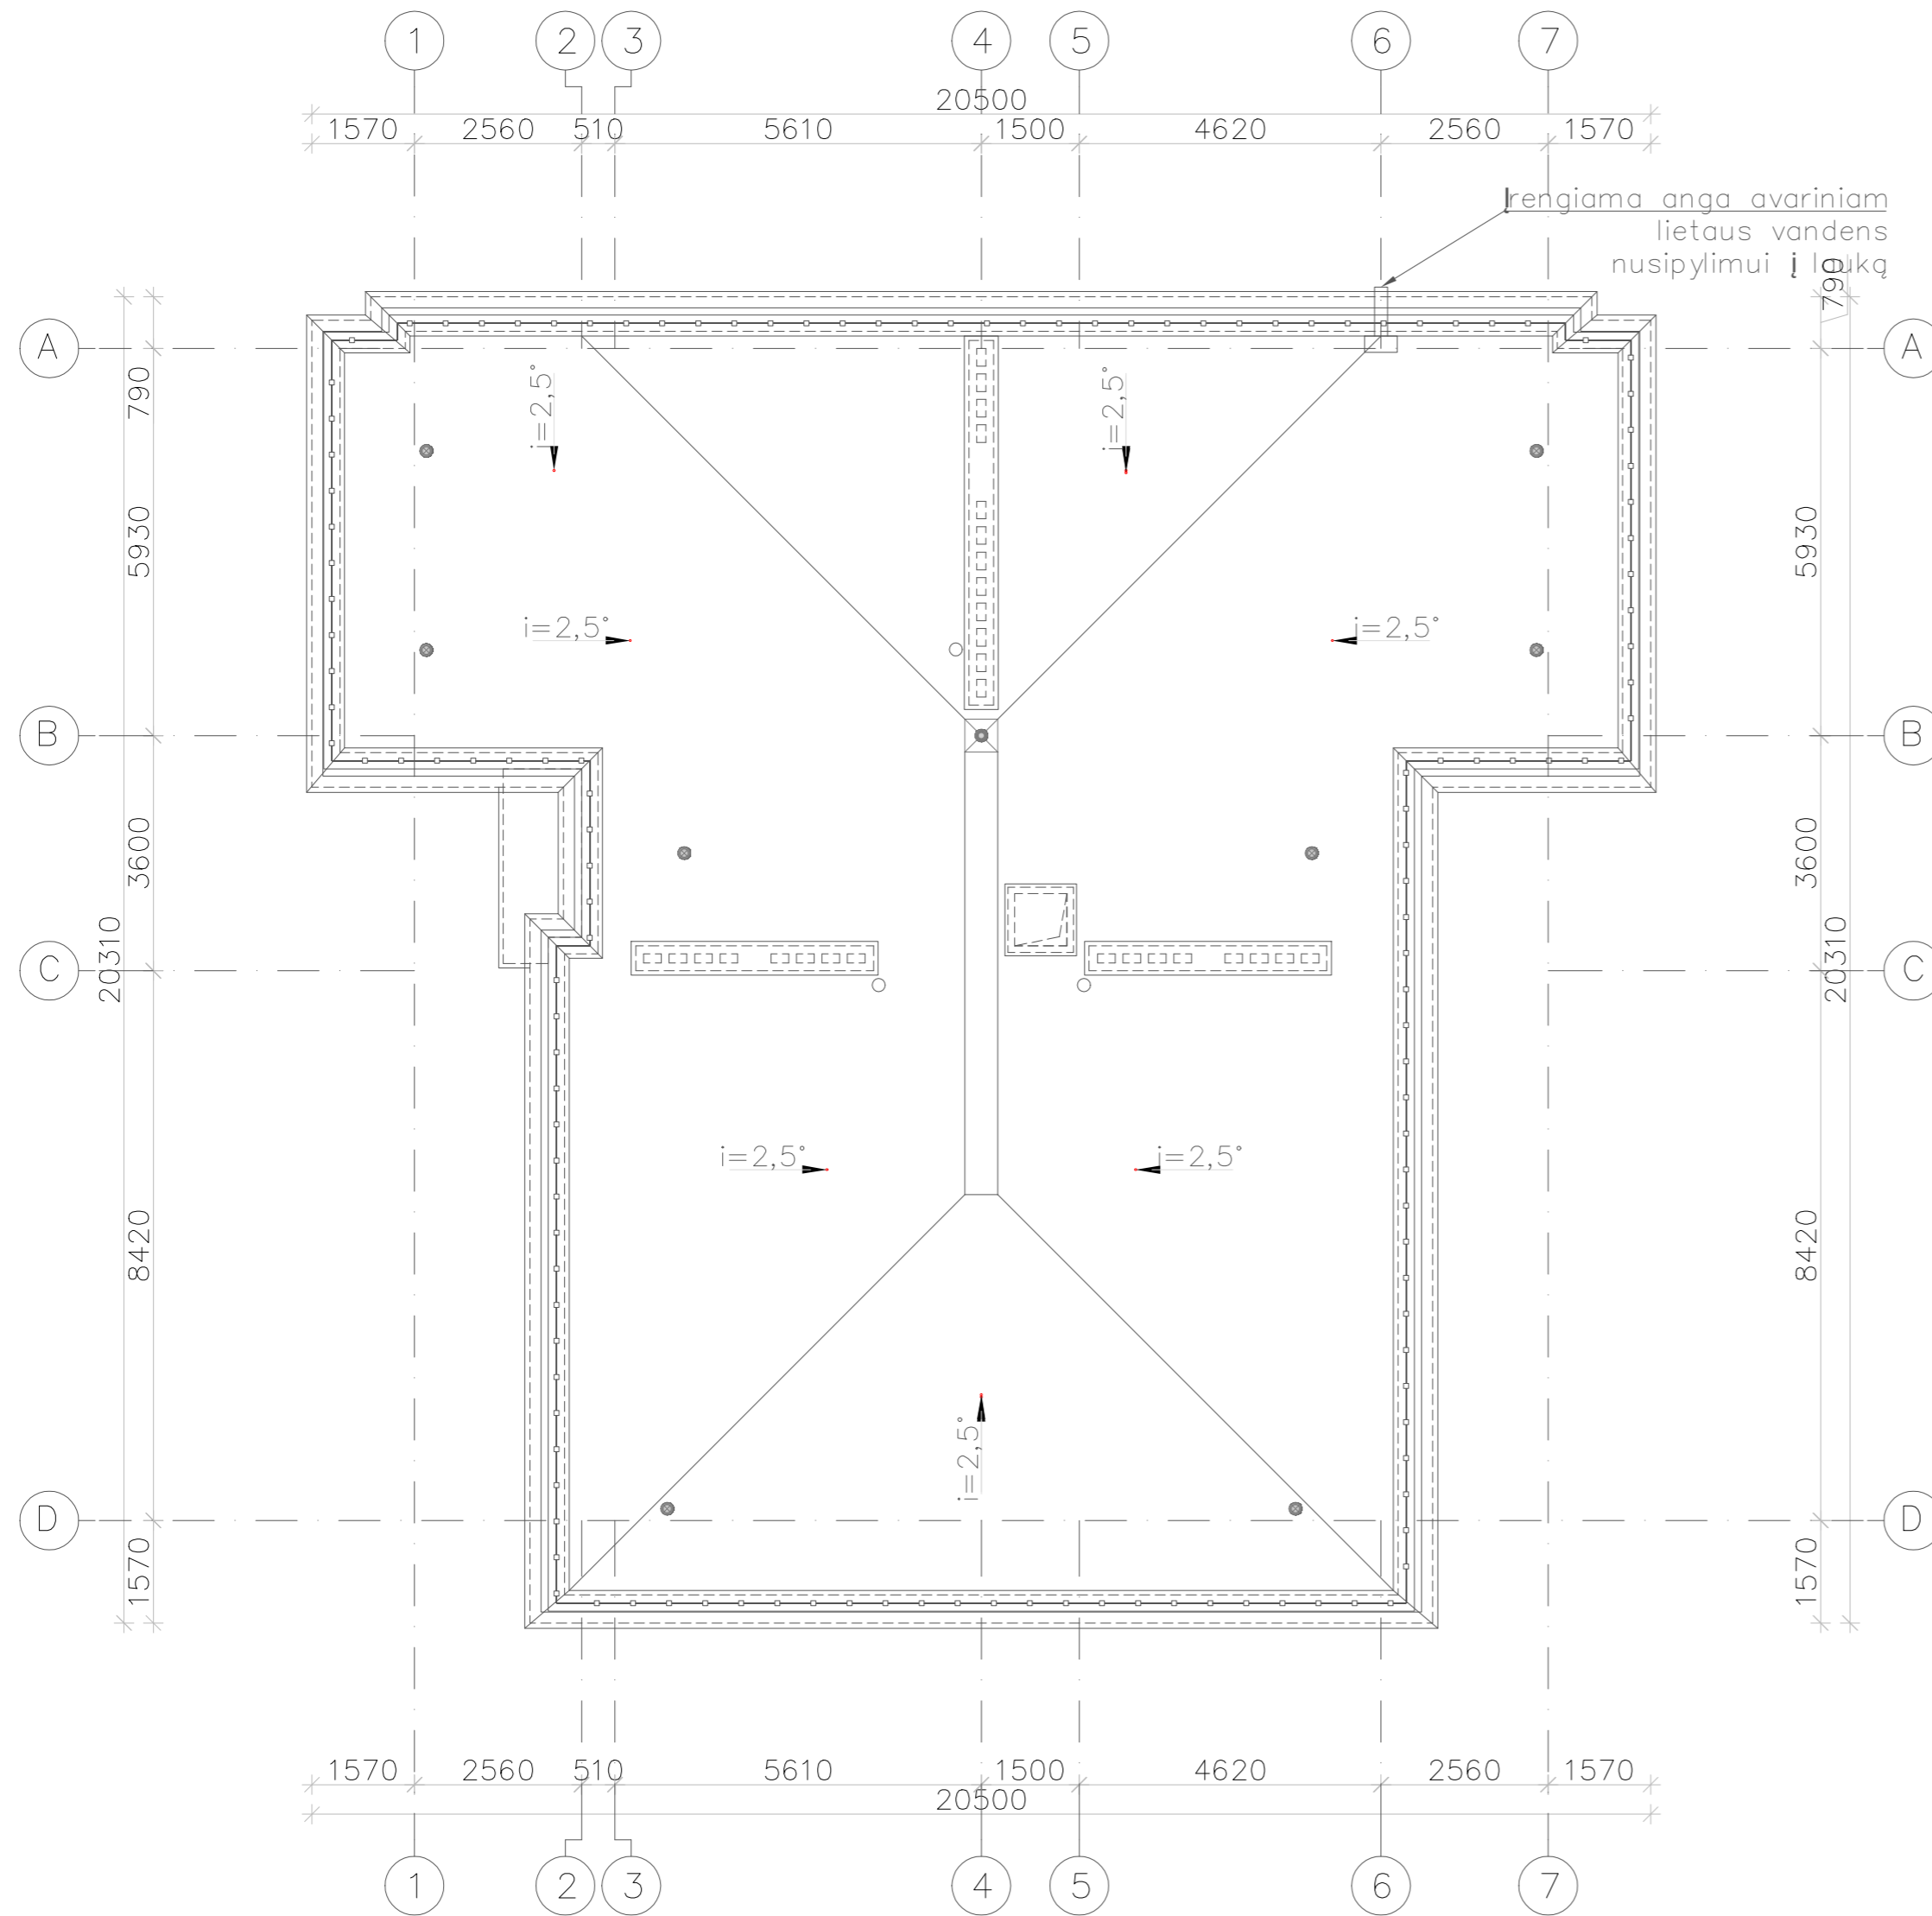 1 2 3 4 5 6 7
20500
1570 2560 510 5610 1500 4620 2560 1570
Įrengiama anga avariniam
lietaus vandens
nusipylimui į lauką
790
A A
790
i=2,5° i=2,5°
5930 5930
i=2,5° i=2,5°
B B
3600 3600
20310 20310
C C
i=2,5° i=2,5°
8420 8420
i=2,5°
D D
1570 1570
1570 2560 510 5610 1500 4620 2560 1570
20500
1 2 3 4 5 6 7